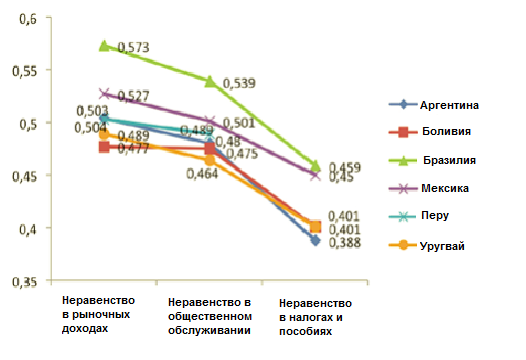 0,6
0,55
0,5
0,45
0,4
0,35
0,573
0,539
0,527
0,503
0,501
0,504
0,489
0,489
0,48
0,477
0,475
0,464
0,459
0,45
0,401
0,401
0,388
Аргентина
Боливия
Бразилия
Мексика
Перу
Уругвай
Неравенство
в рыночных
доходах
Неравенство в
общественном
обслуживании
Неравенство
в налогах и
пособиях